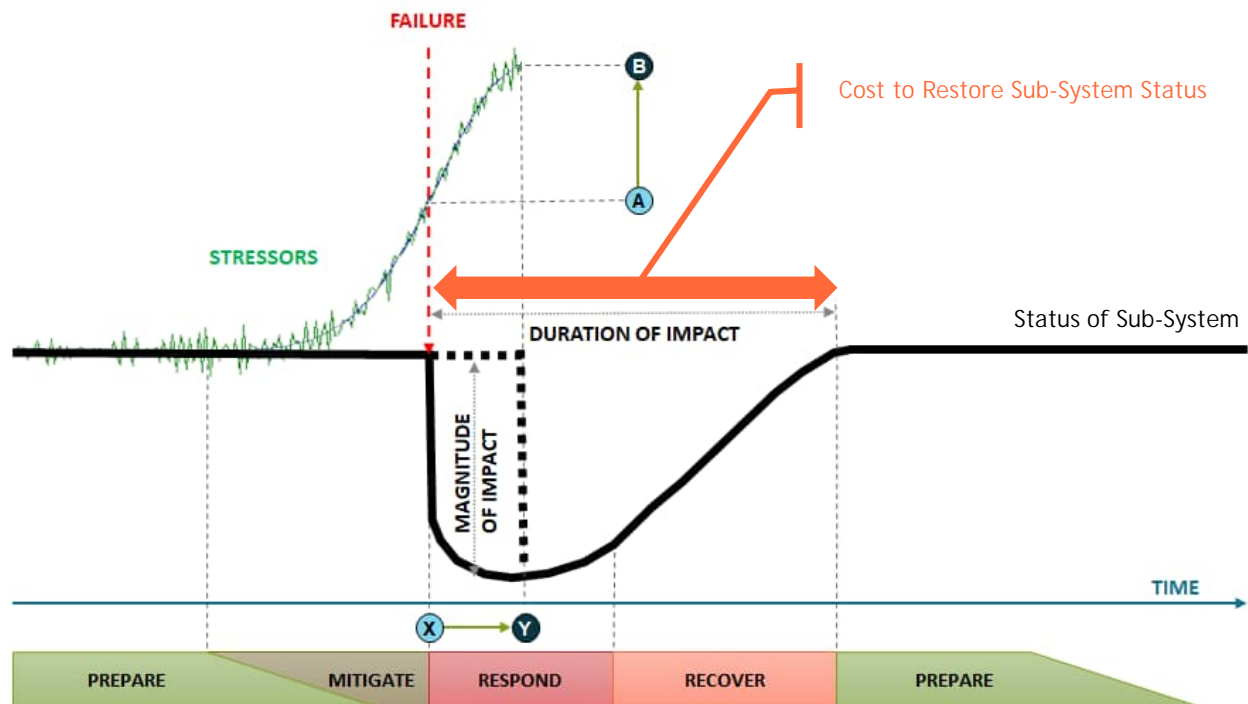 FAILURE
B
Cost to Restore Sub-System Status
A
STRESSORS
DURATION OF IMPACT
Status of Sub-System
MAGNITUDE
OF IMPACT
TIME
X
Y
PREPARE
MITIGATE
RESPOND
RECOVER
PREPARE